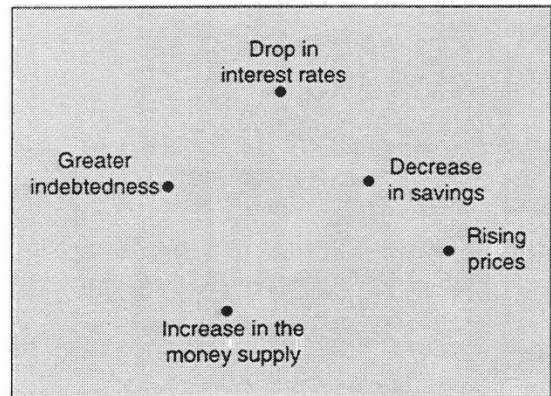 Drop in
interest rates
Greater
indebtedness
Decrease
in savings
Rising
prices
Increase in the
money supply